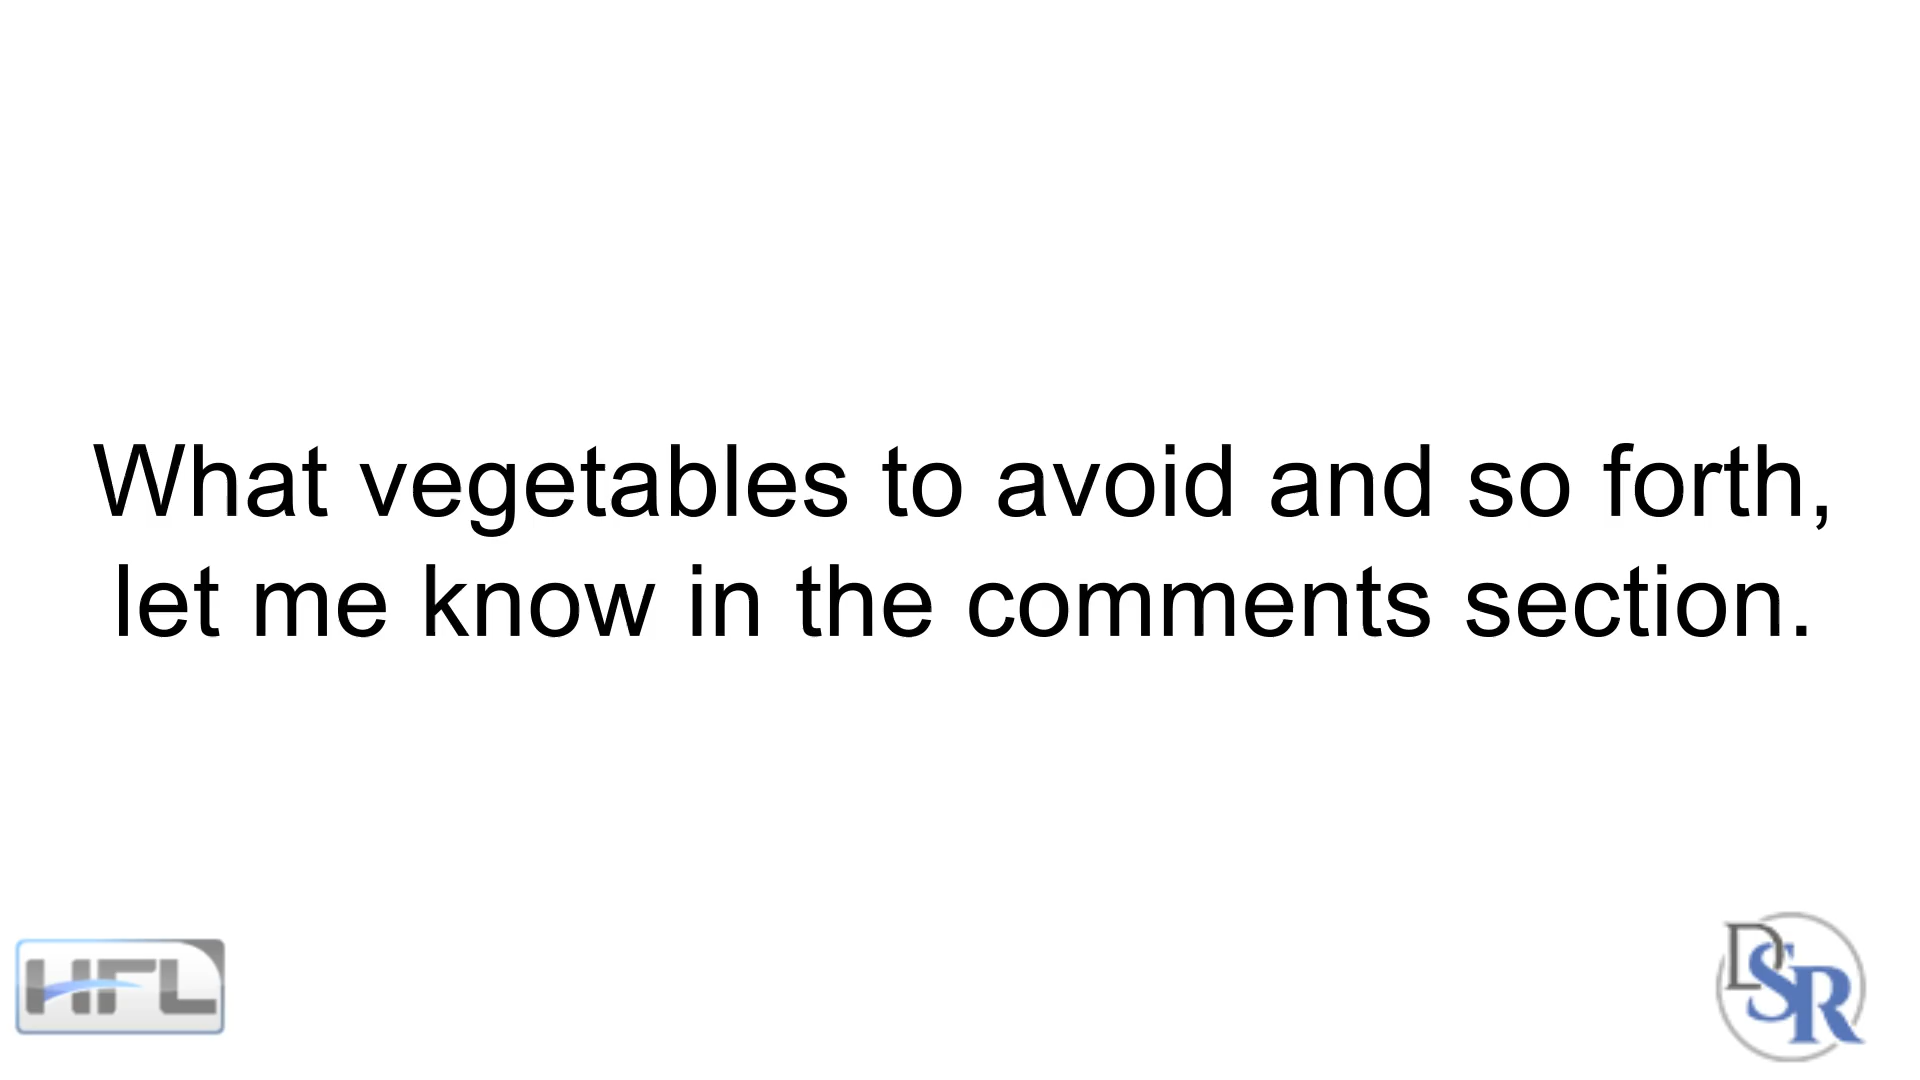 What vegetables to avoid and so forth,
let me know in the comments section.
HFL
DSR